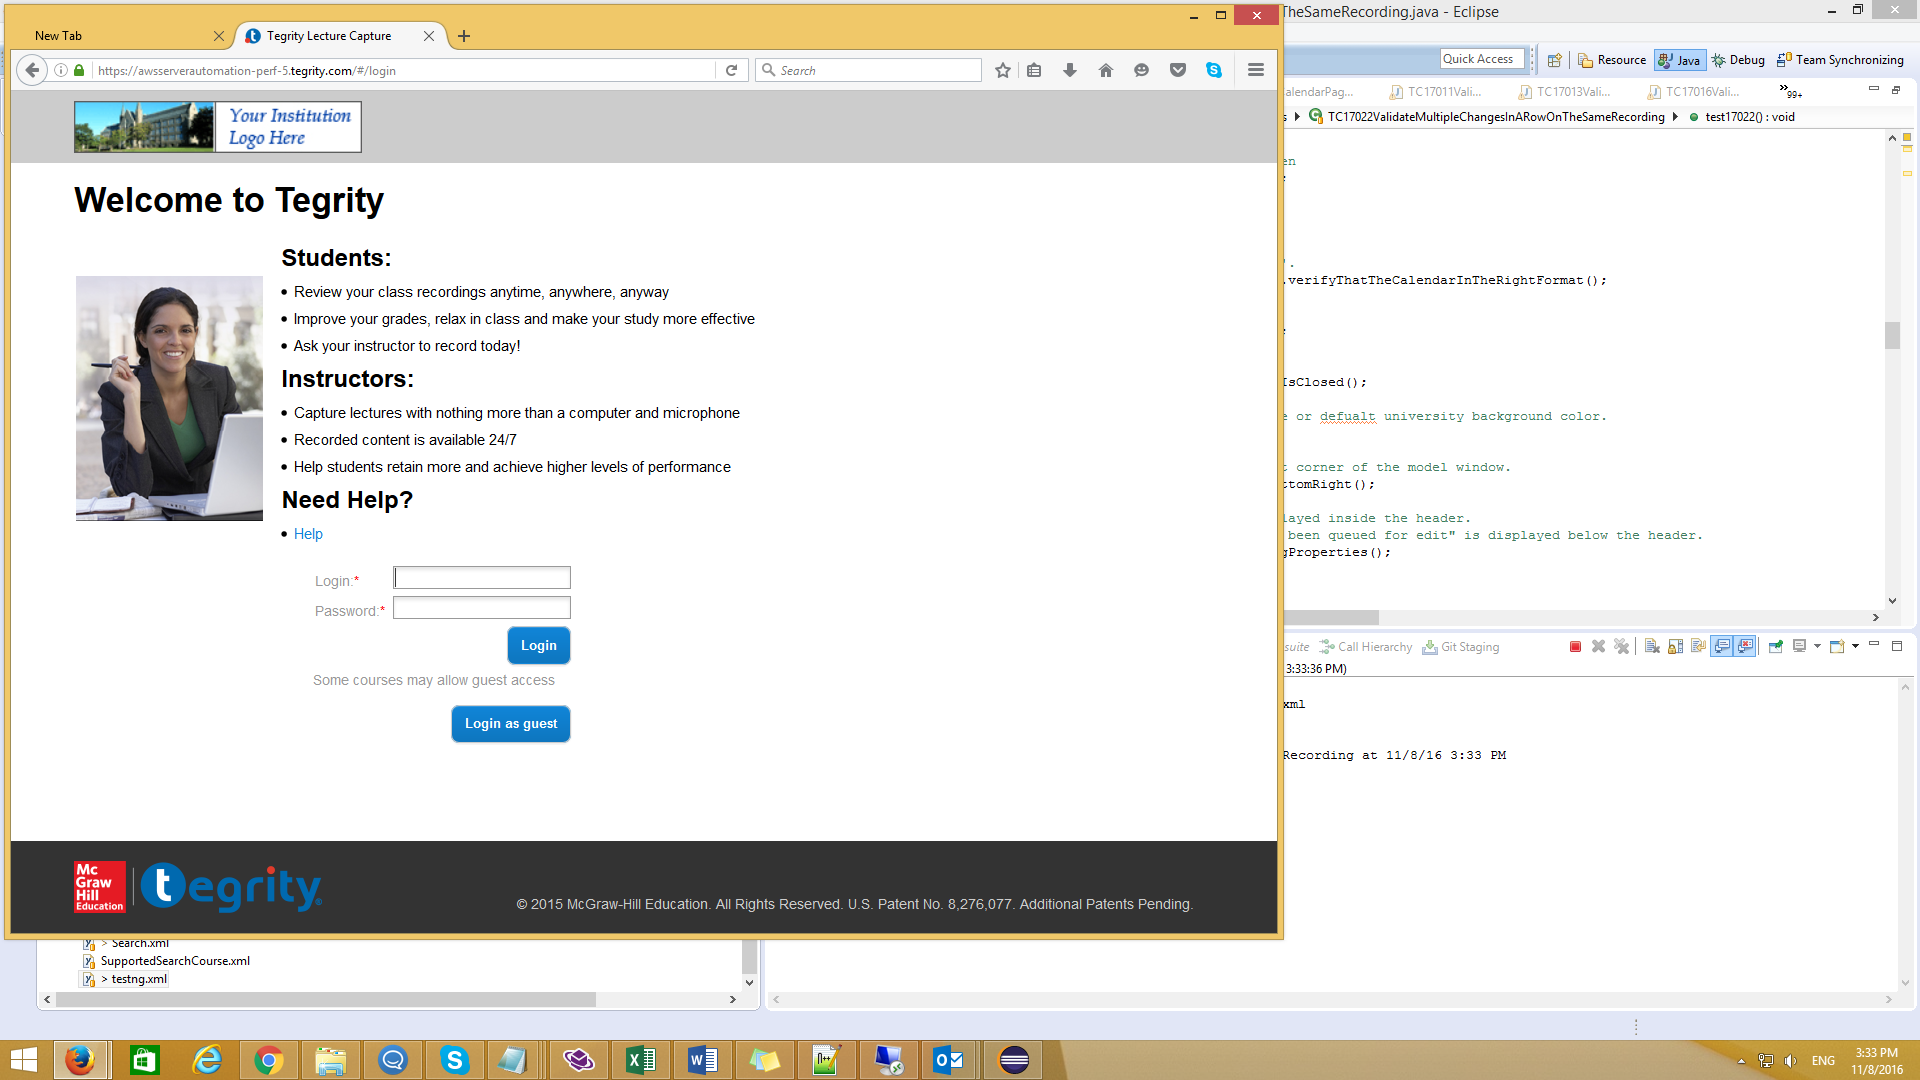 TheSameRecording.java - Eclipse
New Tab
Tegrity Lecture Capture
https://awsserverautomation-perf-5.tegrity.com/#/login
Search
Quick Access
Resource
Java
Debug
Team Synchronizing
CalendarPag...
TC17011Vali...
TC17013Vali...
TC17016Vali...
99+
TC17022ValidateMultipleChangesInARowOnTheSameRecording
test17022() : void
Your Institution
Logo Here
Welcome to Tegrity
Students:
Review your class recordings anytime, anywhere, anyway
Improve your grades, relax in class and make your study more effective
Ask your instructor to record today!
Instructors:
Capture lectures with nothing more than a computer and microphone
Recorded content is available 24/7
Help students retain more and achieve higher levels of performance
Need Help?
Help
Login:*
Password:*
Login
Some courses may allow guest access
Login as guest
Mc
Graw
Hill
Education
tegrity
© 2015 McGraw-Hill Education. All Rights Reserved. U.S. Patent No. 8,276,077. Additional Patents Pending.
en
.verifyThatTheCalendarInTheRightFormat();
IsClosed();
e or defualt university background color.
t corner of the model window.
ttomRight();
layed inside the header.
been queued for edit" is displayed below the header.
gProperties();
suite
Call Hierarchy
Git Staging
3:33:36 PM)
xml
Recording at 11/8/16 3:33 PM
> Search.xml
SupportedSearchCourse.xml
> testng.xml
ENG
3:33 PM
11/8/2016